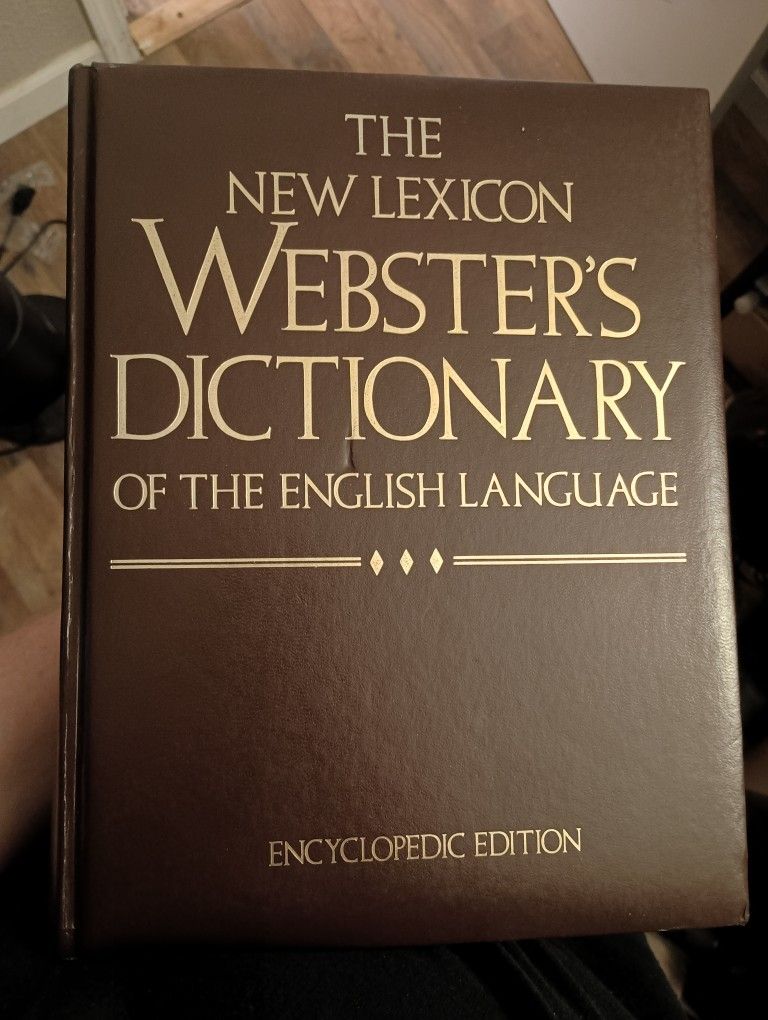 THE
NEW LEXICON
WEBSTER'S
DICTIONARY
OF THE ENGLISH LANGUAGE
ENCYCLOPEDIC EDITION